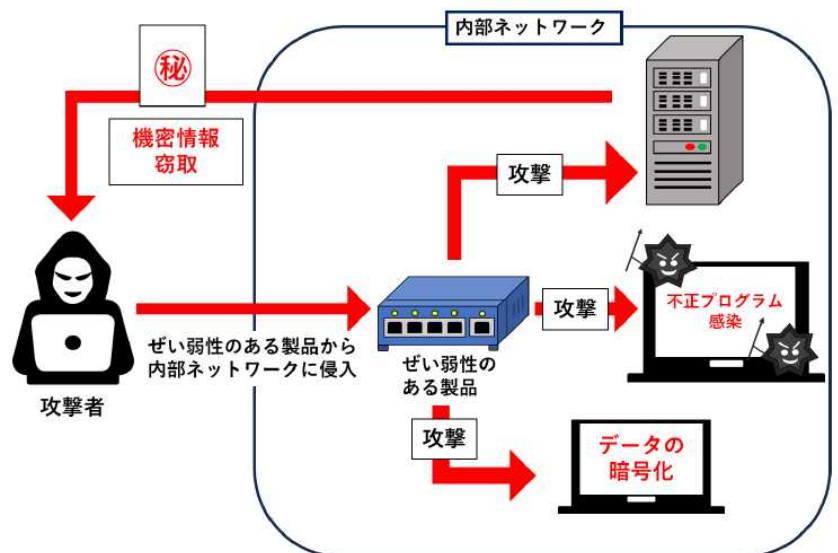 内部ネットワーク
㊙
機密情報
窃取
攻撃
攻撃
不正プログラム
感染
ぜい弱性のある製品から
内部ネットワークに侵入
ぜい弱性の
ある製品
攻撃者
攻撃
データの
暗号化